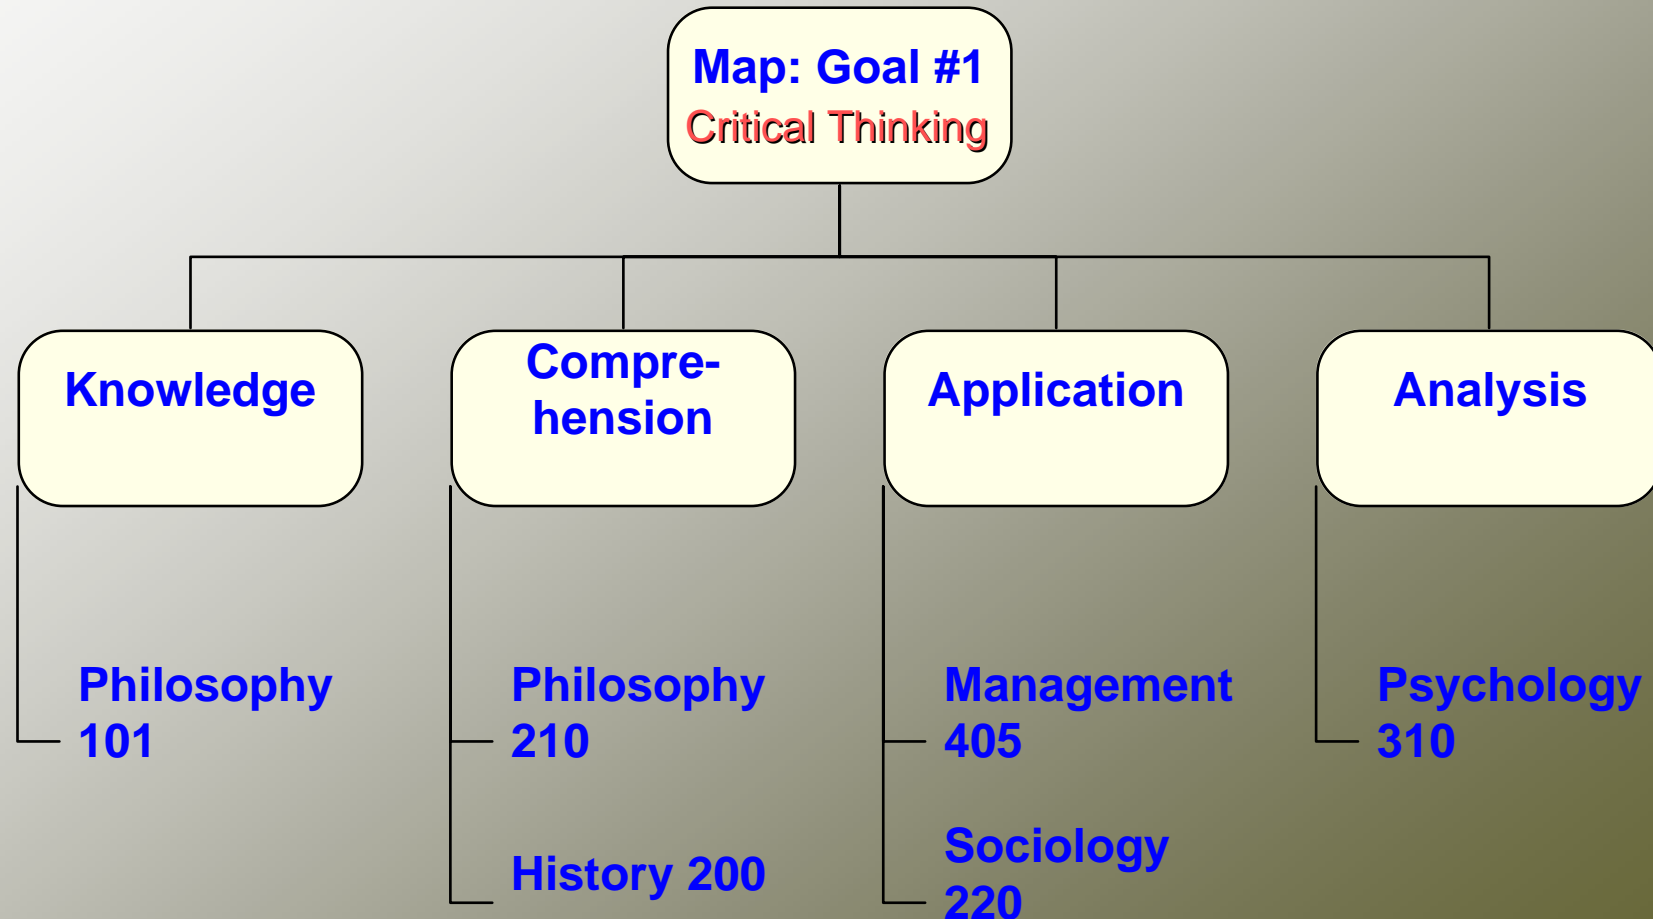 Map: Goal #1
Critical Thinking
Knowledge
Compre-
hension
Application
Analysis
Philosophy
101
Philosophy
210
History 200
Management
405
Sociology
220
Psychology
310